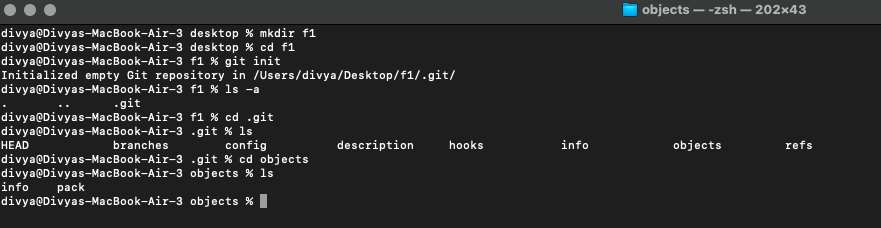 objects — -zsh — 202×43
divya@Divyas-MacBook-Air-3 desktop % mkdir f1
divya@Divyas-MacBook-Air-3 desktop % cd f1
divya@Divyas-MacBook-Air-3 f1 % git init
Initialized empty Git repository in /Users/divya/Desktop/f1/.git/
divya@Divyas-MacBook-Air-3 f1 % ls -a
.       ..      .git
divya@Divyas-MacBook-Air-3 f1 % cd .git
divya@Divyas-MacBook-Air-3 .git % ls
HEAD            branches        config          description     hooks           info            objects         refs
divya@Divyas-MacBook-Air-3 .git % cd objects
divya@Divyas-MacBook-Air-3 objects % ls
info    pack
divya@Divyas-MacBook-Air-3 objects %